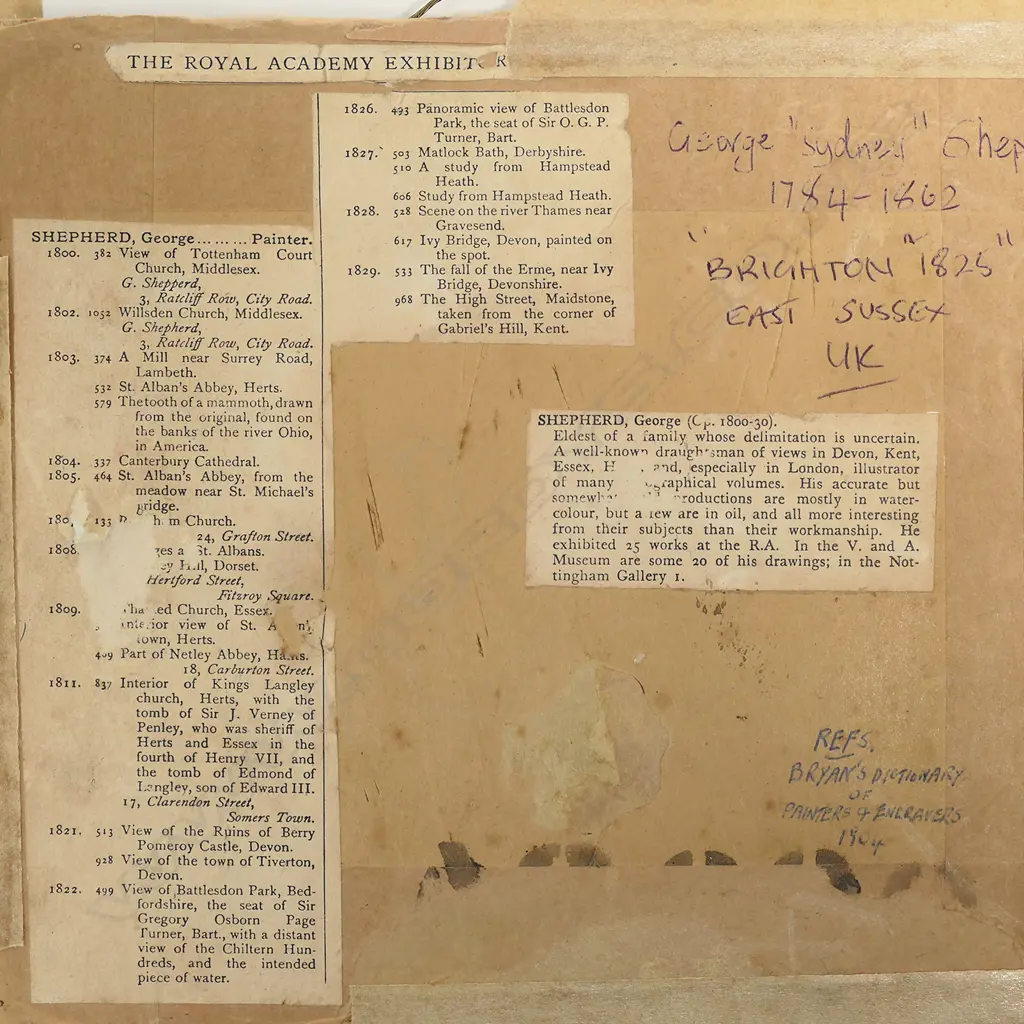 THE ROYAL ACADEMY EXHIBIT R
SHEPHERD, George......... Painter.
1800. 382 View of Tottenham Court
Church, Middlesex.
G. Shepperd,
3, Ratcliff Row, City Road.
1802. 1052 Willsden Church, Middlesex.
G. Shepherd,
3, Ratcliff Row, City Road.
1803. 374 A Mill near Surrey Road,
Lambeth.
532 St. Alban's Abbey, Herts.
579 The tooth of a mammoth, drawn
from the original, found on
the banks of the river Ohio,
in America.
1804. 337 Canterbury Cathedral.
1805. 464 St. Alban's Abbey, from the
meadow near St. Michael's
Bridge.
180 133 m Church.
24, Grafton Street.
1808. St. Albans.
Dorset.
Hertford Street,
Fitzroy Square.
1809. ed Church, Essex.
view of St.
town, Herts.
409 Part of Netley Abbey, Hants.
18, Carburton Street.
1811. 837 Interior of Kings Langley
church, Herts, with the
tomb of Sir J. Verney of
Penley, who was sheriff of
Herts and Essex in the
fourth of Henry VII, and
the tomb of Edmond of
Langley, son of Edward III.
17, Clarendon Street,
Somers Town.
1821. 513 View of the Ruins of Berry
Pomeroy Castle, Devon.
928 View of the town of Tiverton,
Devon.
1822. 499 View of Battlesdon Park, Bed-
fordshire, the seat of Sir
Gregory Osborn Page
Turner, Bart., with a distant
view of the Chiltern Hun-
dreds, and the intended
piece of water.
1826. 493 Panoramic view of Battlesdon
Park, the seat of Sir O. G. P.
Turner, Bart.
1827. 503 Matlock Bath, Derbyshire.
510 A study from Hampstead
Heath.
606 Study from Hampstead Heath.
1828. 528 Scene on the river Thames near
Gravesend.
617 Ivy Bridge, Devon, painted on
the spot.
1829. 533 The fall of the Erme, near Ivy
Bridge, Devonshire.
968 The High Street, Maidstone,
taken from the corner of
Gabriel's Hill, Kent.
George "Sydney" Shep
1784-1862
"BRIGHTON 1825"
EAST SUSSEX
UK
SHEPHERD, George (Op. 1800-30).
Eldest of a family whose delimitation is uncertain.
A well-known draughtsman of views in Devon, Kent,
Essex, H and, especially in London, illustrator
of many graphical volumes. His accurate but
somewh productions are mostly in water-
colour, but a few are in oil, and all more interesting
from their subjects than their workmanship. He
exhibited 25 works at the R.A. In the V. and A.
Museum are some 20 of his drawings; in the Not-
tingham Gallery 1.
REFS.
BRYAN'S DICTIONARY
OF
PAINTERS & ENGRAVERS
1904